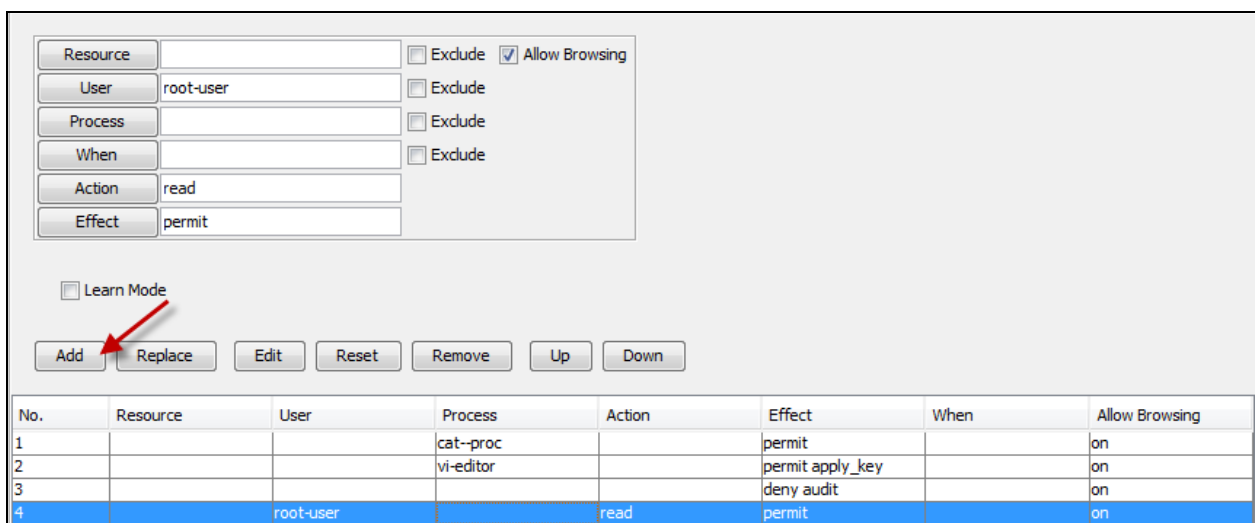 Resource Exclude Allow Browsing
User root-user Exclude
Process Exclude
When Exclude
Action read
Effect permit
Learn Mode
Add Replace Edit Reset Remove Up Down
No. Resource User Process Action Effect When Allow Browsing
1 cat--proc permit on
2 vi-editor permit apply_key on
3 deny audit on
4 root-user read permit on